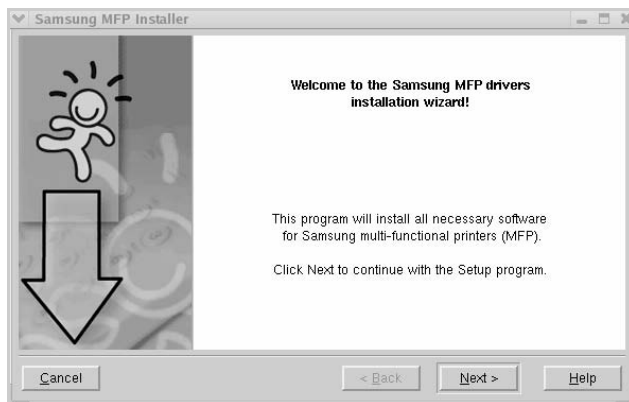 Samsung MFP Installer
Welcome to the Samsung MFP drivers
installation wizard!
This program will install all necessary software
for Samsung multi-functional printers (MFP).
Click Next to continue with the Setup program.
Cancel
< Back
Next >
Help